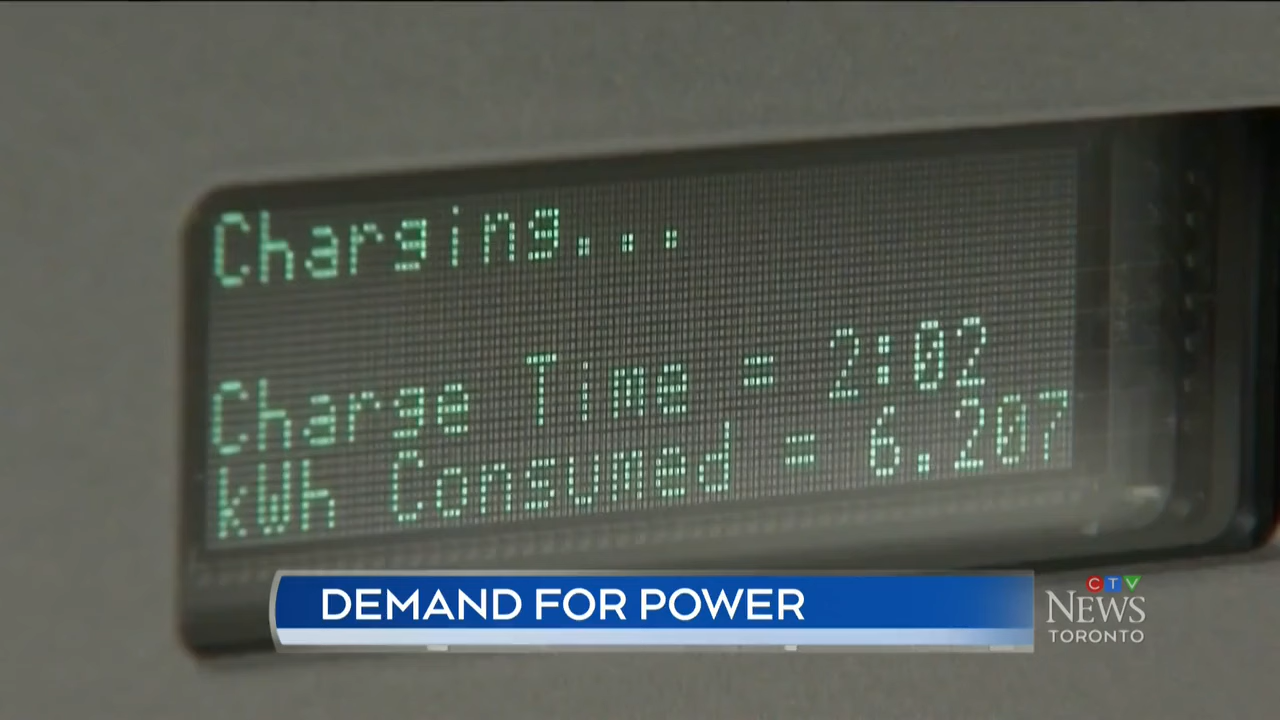 Charging...
Charge Time = 2:02
kWh Consumed = 6.207
DEMAND FOR POWER
CTV
NEWS
TORONTO